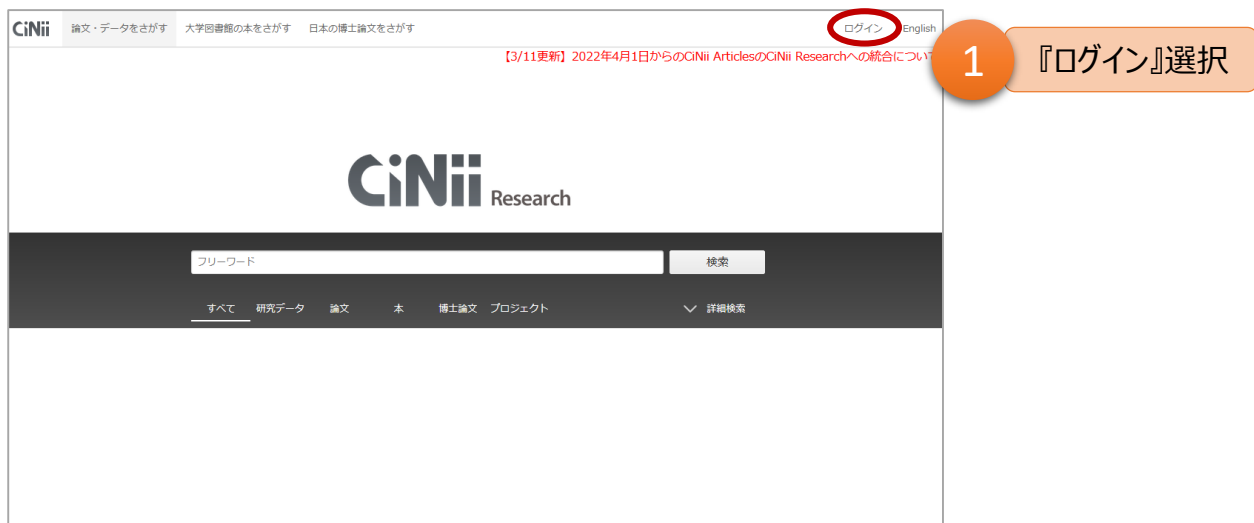 CiNii 論文・データをさがす 大学図書館の本をさがす 日本の博士論文をさがす ログイン English
【3/11更新】2022年4月1日からのCiNii ArticlesのCiNii Researchへの統合につい
1 『ログイン』選択
CiNii Research
フリーワード 検索
すべて 研究データ 論文 本 博士論文 プロジェクト 詳細検索